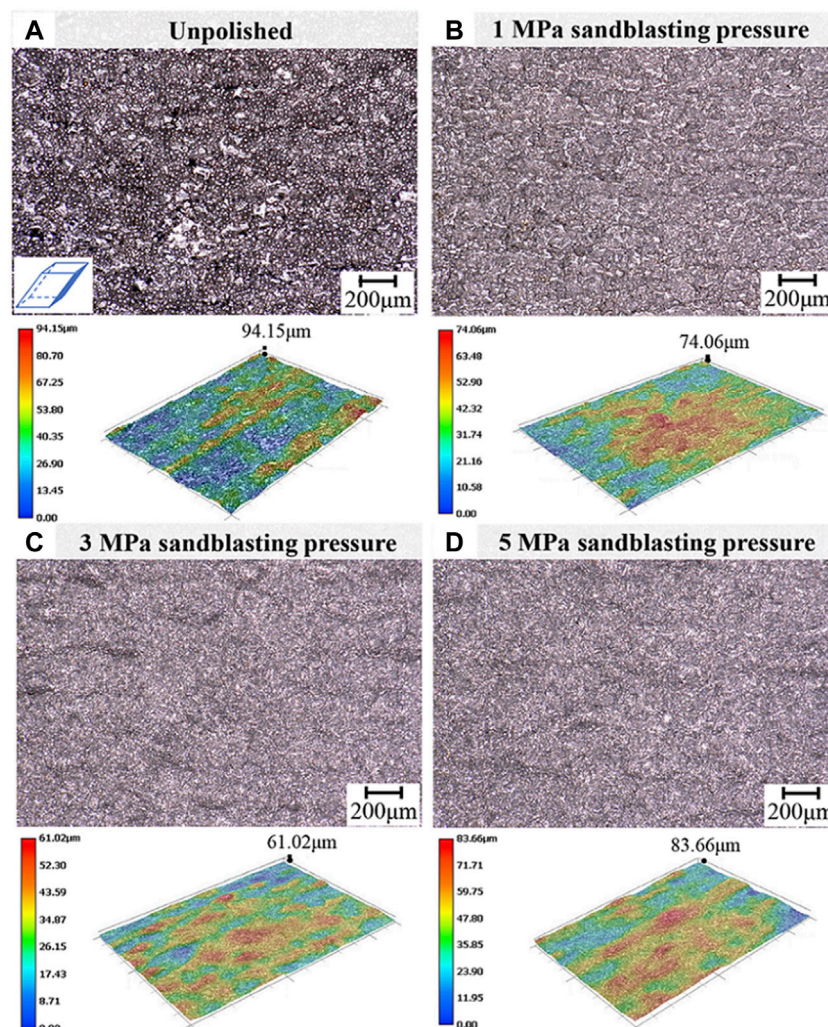 A Unpolished
200μm
94.15μm
80.70
67.25
53.80
40.35
26.90
13.45
0.00
94.15μm
B 1 MPa sandblasting pressure
200μm
74.06μm
63.48
52.90
42.32
31.74
21.16
10.58
0.00
74.06μm
C 3 MPa sandblasting pressure
200μm
61.02μm
52.30
43.59
34.87
26.15
17.43
8.71
0.00
61.02μm
D 5 MPa sandblasting pressure
200μm
83.66μm
71.71
59.75
47.80
35.85
23.90
11.95
0.00
83.66μm